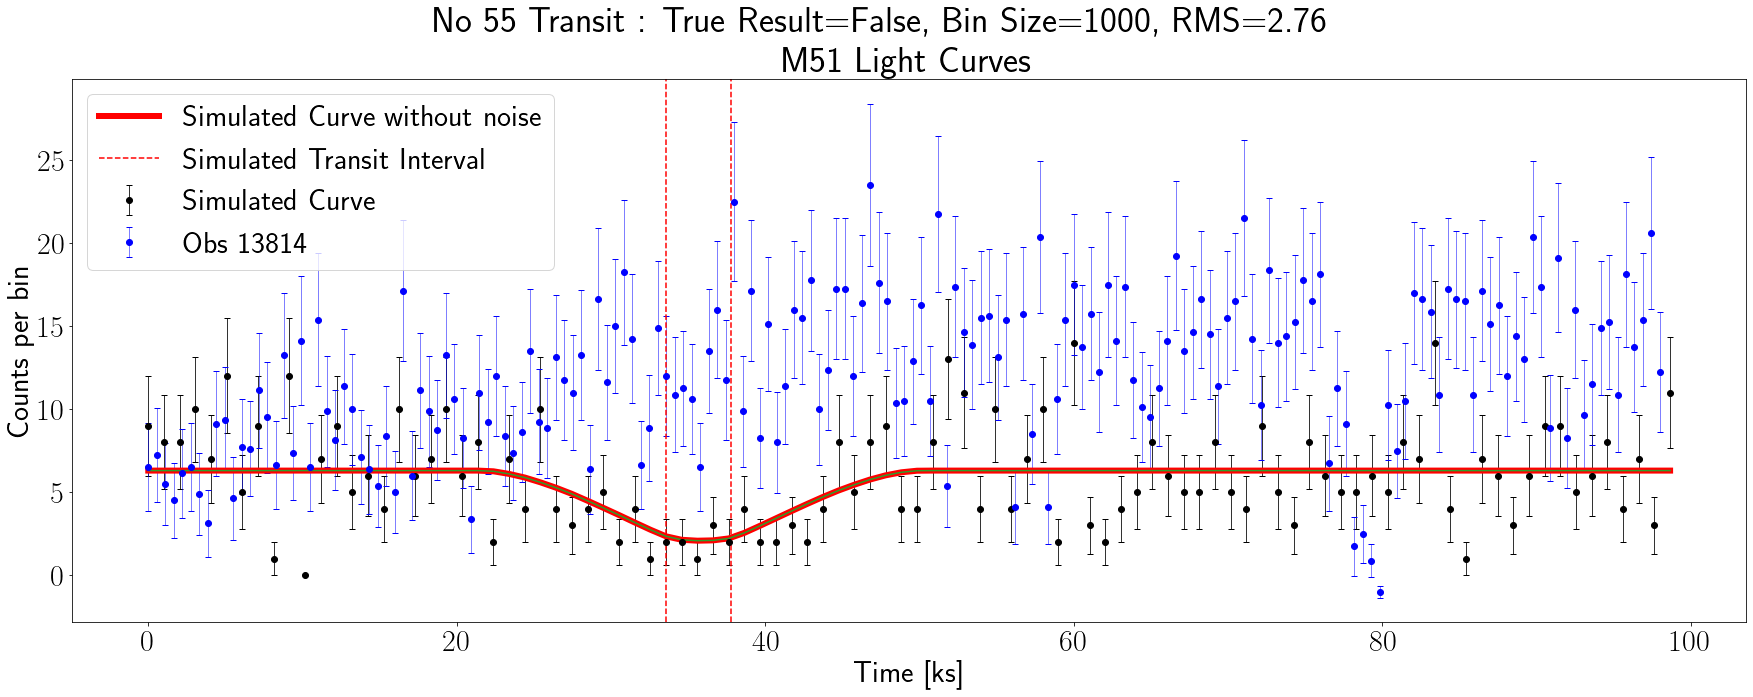 No 55 Transit : True Result=False, Bin Size=1000, RMS=2.76
M51 Light Curves
Simulated Curve without noise
Simulated Transit Interval
Simulated Curve
Obs 13814
Counts per bin
25
20
15
10
5
0
0 20 40 60 80 100
Time [ks]